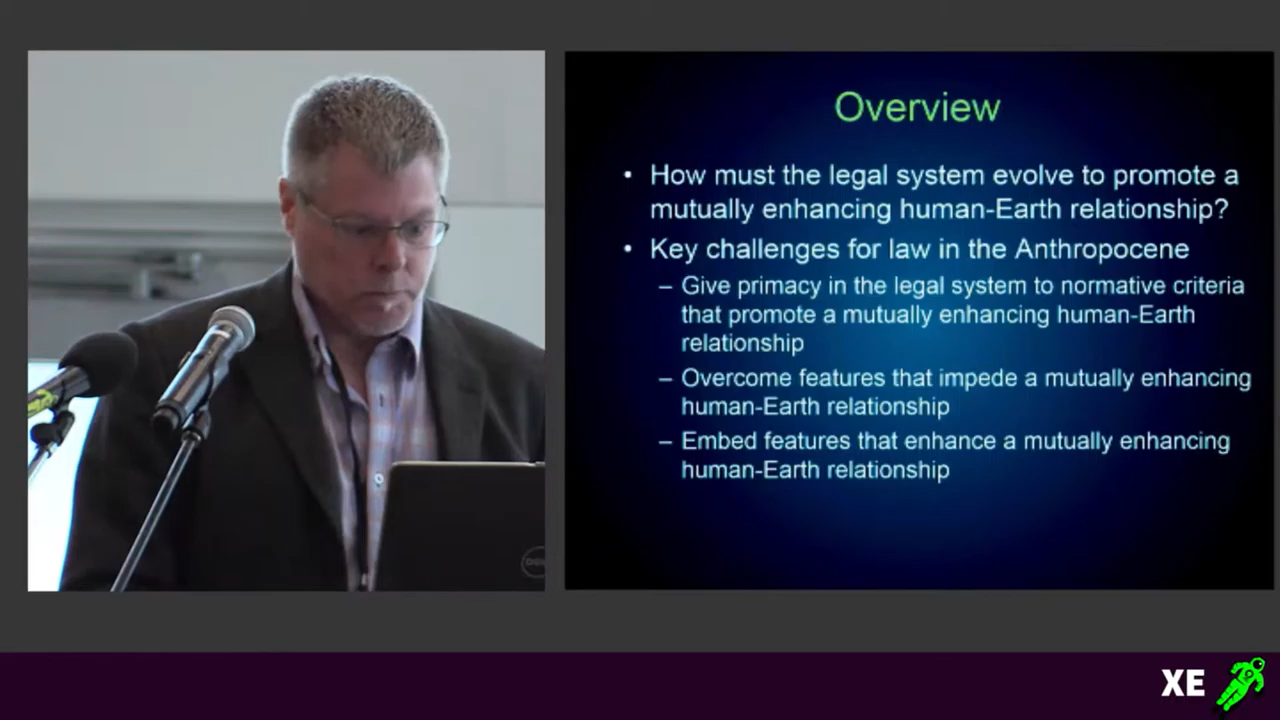 Overview
• How must the legal system evolve to promote a
mutually enhancing human-Earth relationship?
• Key challenges for law in the Anthropocene
– Give primacy in the legal system to normative criteria
that promote a mutually enhancing human-Earth
relationship
– Overcome features that impede a mutually enhancing
human-Earth relationship
– Embed features that enhance a mutually enhancing
human-Earth relationship
DELL
XE